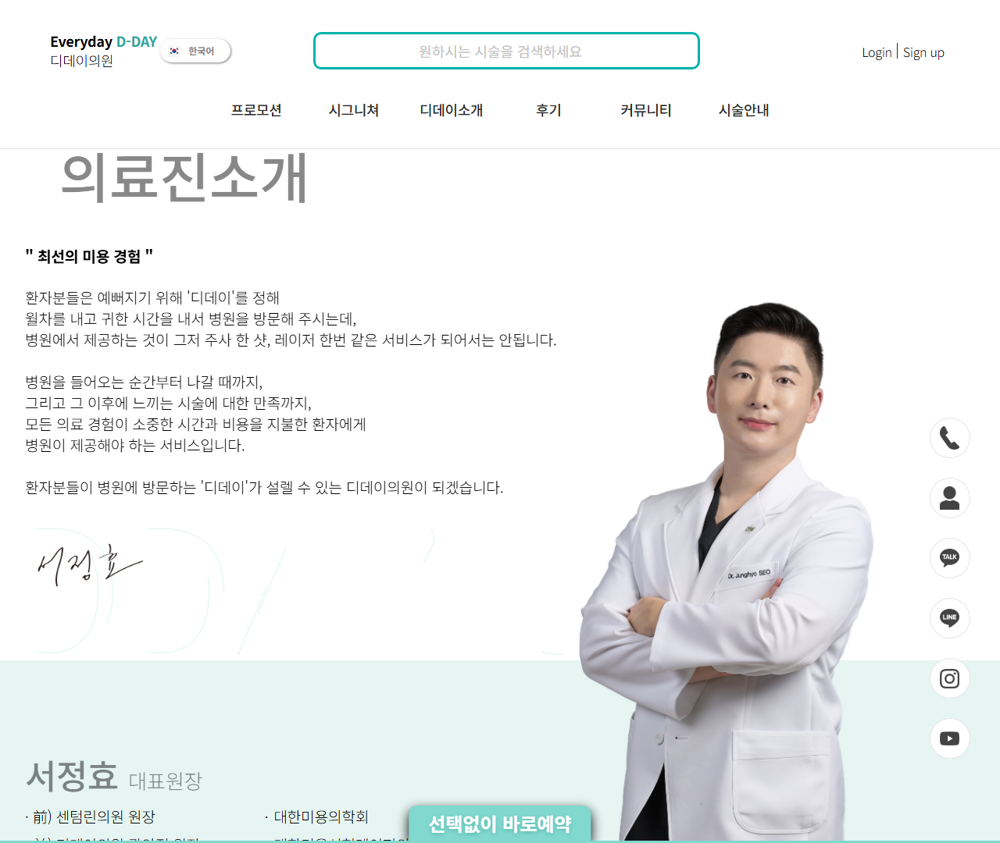 Everyday D-DAY
디데이의원
한국어
원하시는 시술을 검색하세요
Login | Sign up
프로모션 시그니쳐 디데이소개 후기 커뮤니티 시술안내
의료진소개
" 최선의 미용 경험 "
환자분들은 예뻐지기 위해 '디데이'를 정해
월차를 내고 귀한 시간을 내서 병원을 방문해 주시는데,
병원에서 제공하는 것이 그저 주사 한 샷, 레이저 한번 같은 서비스가 되어서는 안됩니다.
병원을 들어오는 순간부터 나갈 때까지,
그리고 그 이후에 느끼는 시술에 대한 만족까지,
모든 의료 경험이 소중한 시간과 비용을 지불한 환자에게
병원이 제공해야 하는 서비스입니다.
환자분들이 병원에 방문하는 '디데이'가 설렐 수 있는 디데이의원이 되겠습니다.
서정효
Dr. Junghyo SEO
TALK
LINE
서정효 대표원장
· 前) 센텀린의원 원장
· 대한미용의학회
선택없이 바로예약